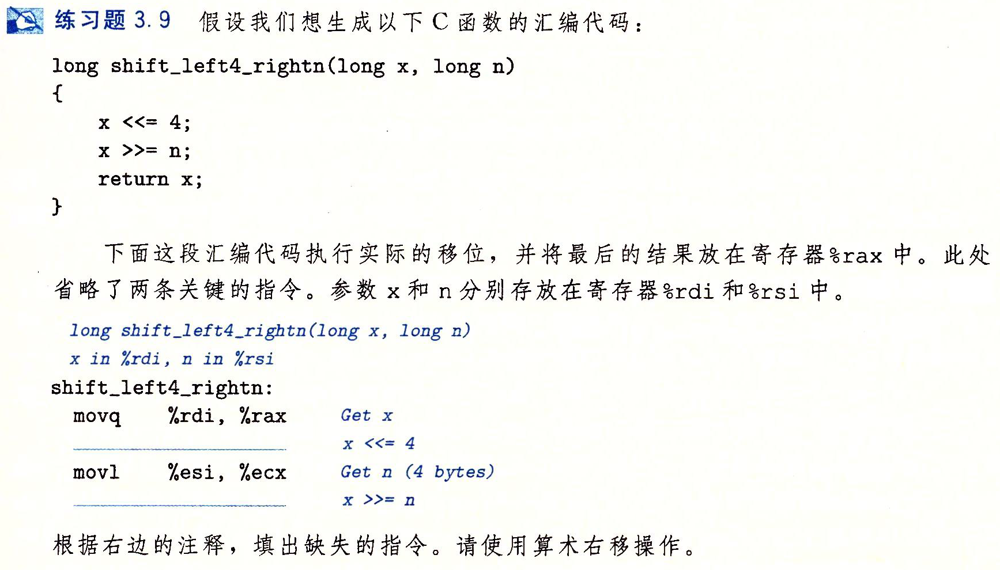 练习题 3.9 假设我们想生成以下 C 函数的汇编代码：
long shift_left4_rightn(long x, long n)
{
    x <<= 4;
    x >>= n;
    return x;
}
下面这段汇编代码执行实际的移位，并将最后的结果放在寄存器%rax 中。此处
省略了两条关键的指令。参数 x 和 n 分别存放在寄存器%rdi 和%rsi 中。
long shift_left4_rightn(long x, long n)
x in %rdi, n in %rsi
shift_left4_rightn:
movq %rdi, %rax Get x
x <<= 4
movl %esi, %ecx Get n (4 bytes)
x >>= n
根据右边的注释，填出缺失的指令。请使用算术右移操作。